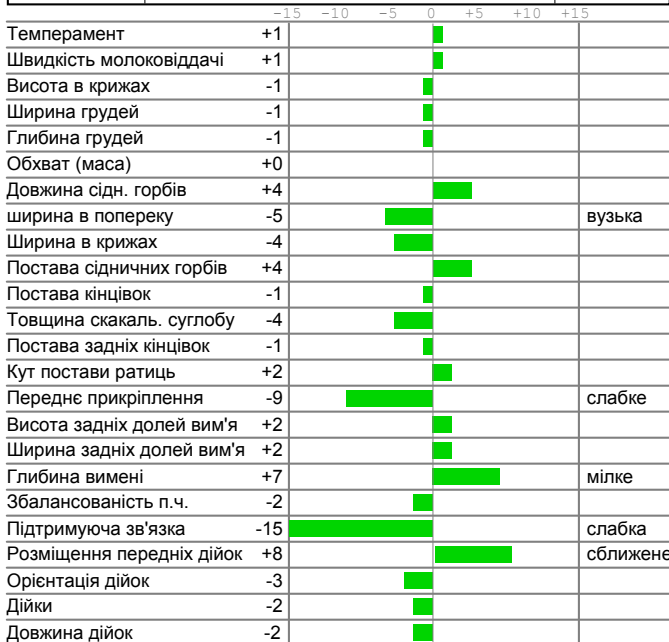 -15 -10 -5 0 +5 +10 +15
Темперамент +1
Швидкість молоковіддачі +1
Висота в крижах -1
Ширина грудей -1
Глибина грудей -1
Обхват (маса) +0
Довжина сідн. горбів +4
ширина в попереку -5 вузька
Ширина в крижах -4
Постава сідничних горбів +4
Постава кінцівок -1
Товщина скакаль. суглобу -4
Постава задніх кінцівок -1
Кут постави ратиць +2
Переднє прикріплення -9 слабке
Висота задніх долей вим'я +2
Ширина задніх долей вим'я +2
Глибина вимені +7 мілке
Збалансованість п.ч. -2
Підтримуюча зв'язка -15 слабка
Розміщення передніх дійок +8 сближене
Орієнтація дійок -3
Дійки -2
Довжина дійок -2